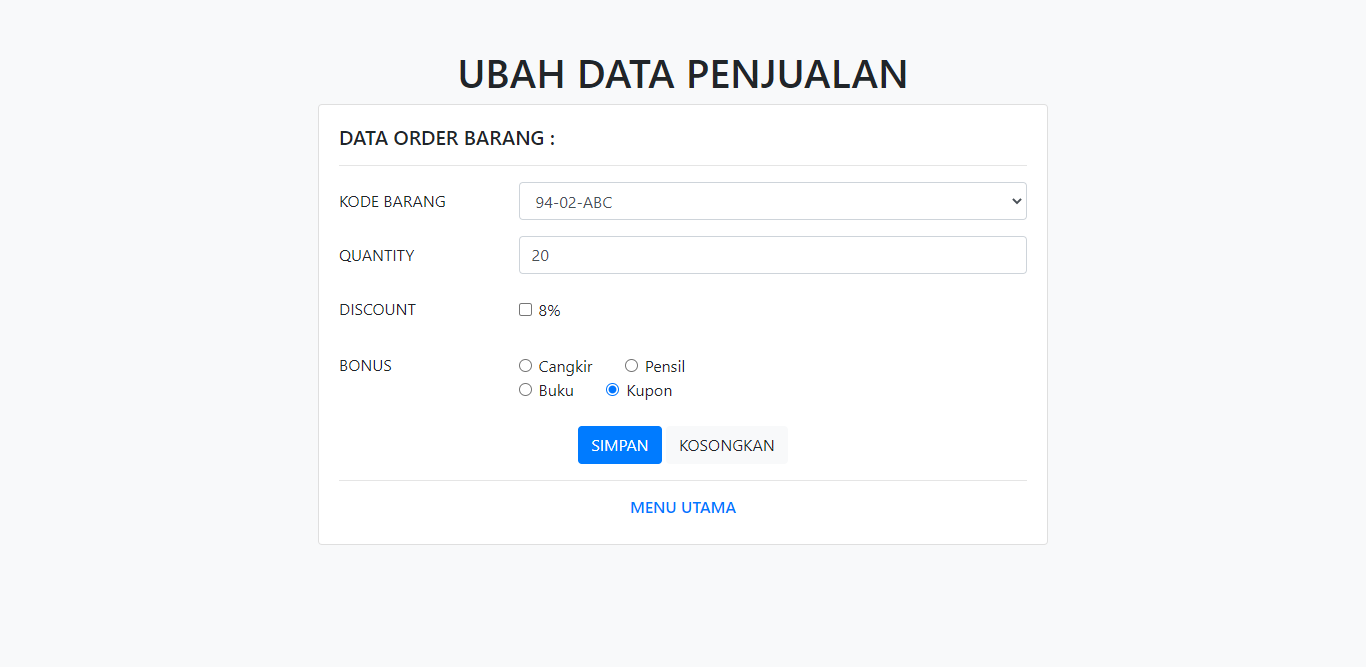 UBAH DATA PENJUALAN
DATA ORDER BARANG :
KODE BARANG 94-02-ABC
QUANTITY 20
DISCOUNT 8%
BONUS Cangkir Pensil
Buku Kupon
SIMPAN KOSONGKAN
MENU UTAMA